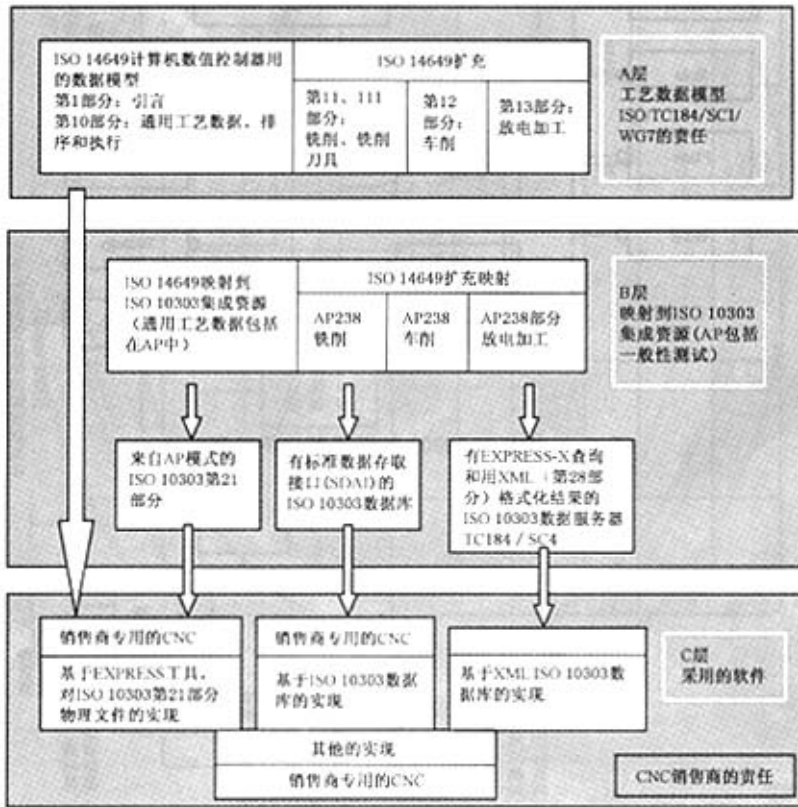 ISO 14649计算机数值控制器用
的数据模型
第1部分：引言
第10部分：通用工艺数据、排
序和执行
ISO 14649扩充
第11、111
部分：
铣削、铣削
刀具
第12
部分：
车削
第13部分：
放电加工
A层
工艺数据模型
ISO TC184/SCI/
WG7的责任
ISO 14649映射到
ISO 10303集成资源
（通用工艺数据包括
在AP中）
ISO 14649扩充映射
AP238
铣削
AP238
车削
AP238部分
放电加工
B层
映射到ISO 10303
集成资源(AP包括
一般性测试）
来自AP模式的
ISO 10303第21
部分
有标准数据存取
接口(SDAI)的
ISO 10303数据库
有EXPRESS-X查询
和用XML（第28部
分）格式化结果的
ISO 10303数据服务器
TC184 / SC4
销售商专用的CNC
基于EXPRESS工具，
对ISO 10303第21部分
物理文件的实现
销售商专用的CNC
基于ISO 10303数据
库的实现
基于XML ISO 10303数
据库的实现
C层
采用的软件
其他的实现
销售商专用的CNC
CNC销售商的责任